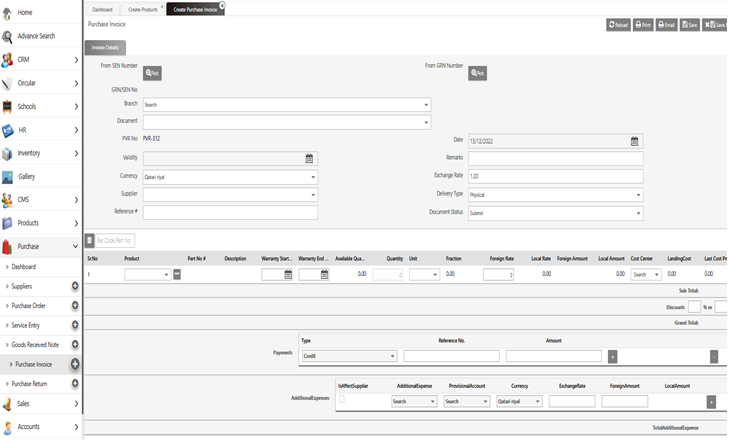 Dashboard Create Products Create Purchase Invoice
Home
Advance Search
CRM
Circular
Schools
HR
Inventory
Gallery
CMS
Products
Purchase
» Dashboard
» Suppliers
» Purchase Order
» Service Entry
» Goods Received Note
» Purchase Invoice
» Purchase Return
Sales
Accounts
Purchase Invoice
Reload Print Email Save Save
Invoice Details
From SEN Number Pick
From GRN Number Pick
GRN/SEN No
Branch Search
Document
PVR No PVR-312
Date 13/12/2022
Validity
Remarks
Currency Qatari riyal
Exchange Rate 1.00
Supplier
Delivery Type Physical
Reference #
Document Status Submit
Bar Code/Part No
Sr.No Product Part No # Description Warranty Start... Warranty End ... Available Qua... Quantity Unit Fraction Foreign Rate Local Rate Foreign Amount Local Amount Cost Center LandingCost Last Cost Pri
1 0.00 0.00 0.00 0.00 Search 0.00 0.00
Sub Total:
Discount: % or
Grand Total:
Type Reference No. Amount
Payments Credit + -
IsAffectSupplier AdditionalExpense ProvisionalAccount Currency ExchangeRate ForeignAmount LocalAmount
AdditionalExpenses Search Search Qatari riyal +
TotalAdditionalExpense